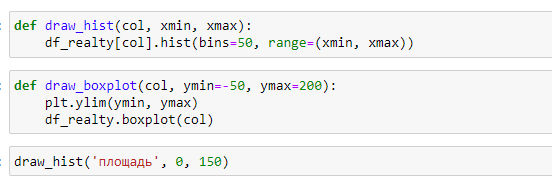 def draw_hist(col, xmin, xmax):
    df_realty[col].hist(bins=50, range=(xmin, xmax))
def draw_boxplot(col, ymin=-50, ymax=200):
    plt.ylim(ymin, ymax)
    df_realty.boxplot(col)
draw_hist('площадь', 0, 150)